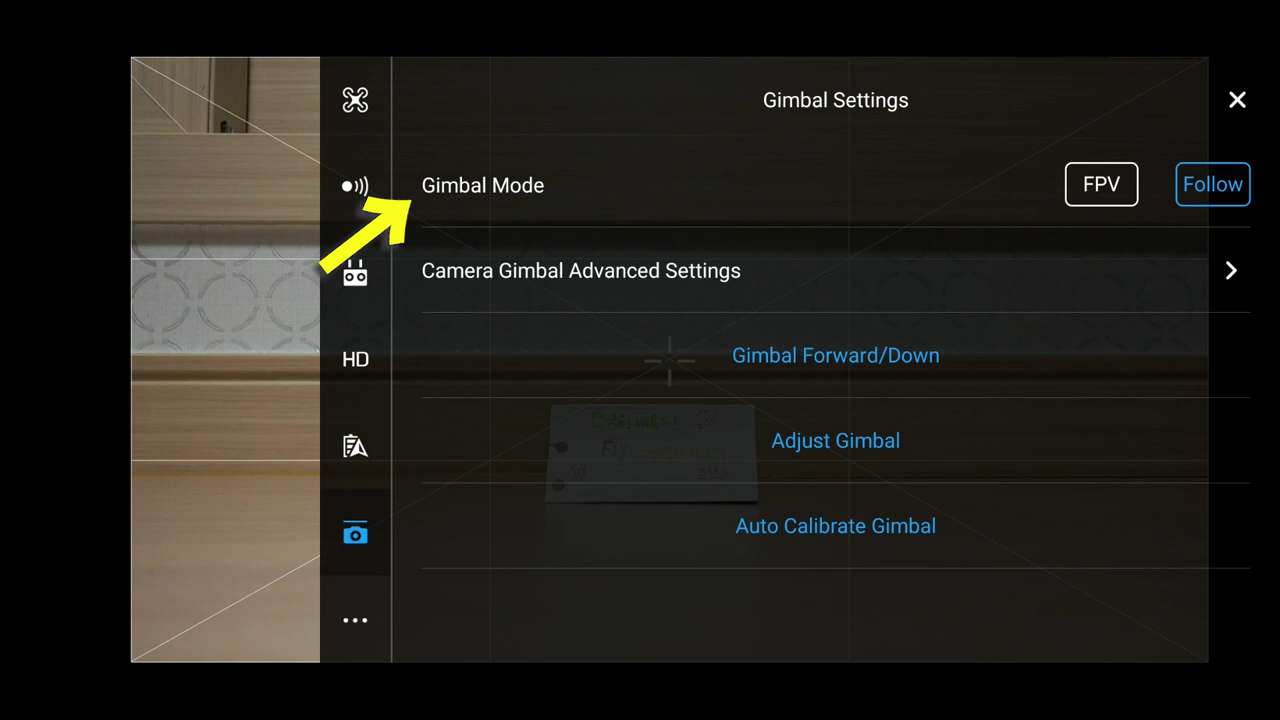 Gimbal Settings
Gimbal Mode
FPV
Follow
Camera Gimbal Advanced Settings
HD
Gimbal Forward/Down
Adjust Gimbal
Fly
Auto Calibrate Gimbal